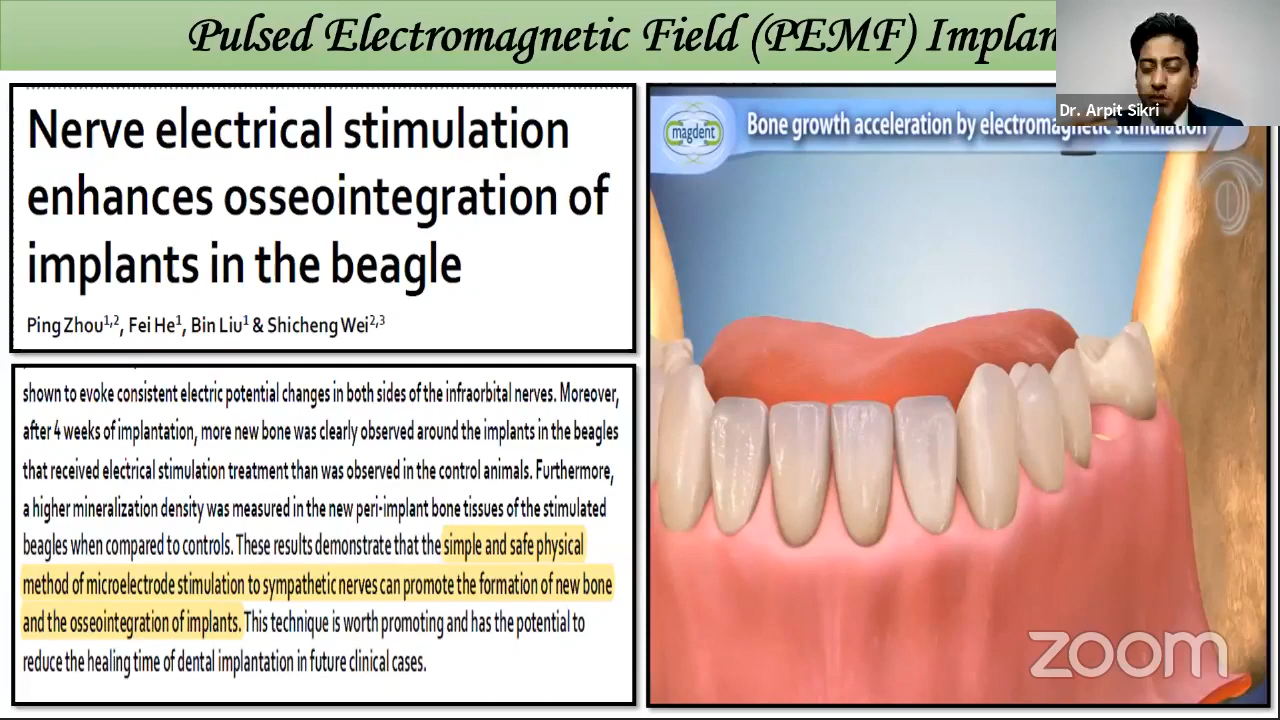 Pulsed Electromagnetic Field (PEMF)
Dr. Arpit Sikri
Nerve electrical stimulation
enhances osseointegration of
implants in the beagle
Ping Zhou1,2, Fei He1, Bin Liu1 & Shicheng Wei2,3
shown to evoke consistent electric potential changes in both sides of the infraorbital nerves. Moreover,
after 4 weeks of implantation, more new bone was clearly observed around the implants in the beagles
that received electrical stimulation treatment than was observed in the control animals. Furthermore,
a higher mineralization density was measured in the new peri-implant bone tissues of the stimulated
beagles when compared to controls. These results demonstrate that the simple and safe physical
method of microelectrode stimulation to sympathetic nerves can promote the formation of new bone
and the osseointegration of implants. This technique is worth promoting and has the potential to
reduce the healing time of dental implantation in future clinical cases.
magdent
Bone growth acceleration by electromagnetic stimulation
zoom